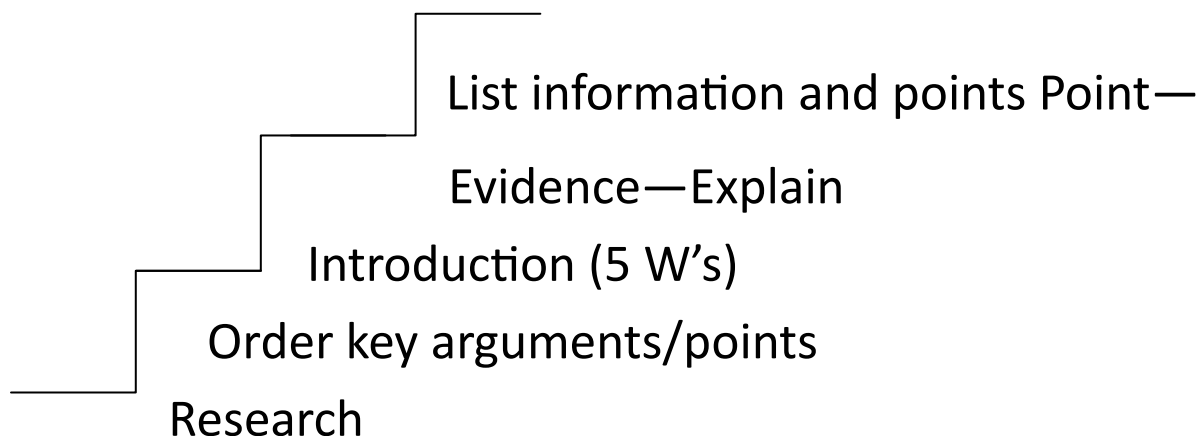 List information and points Point—
Evidence—Explain
Introduction (5 W’s)
Order key arguments/points
Research